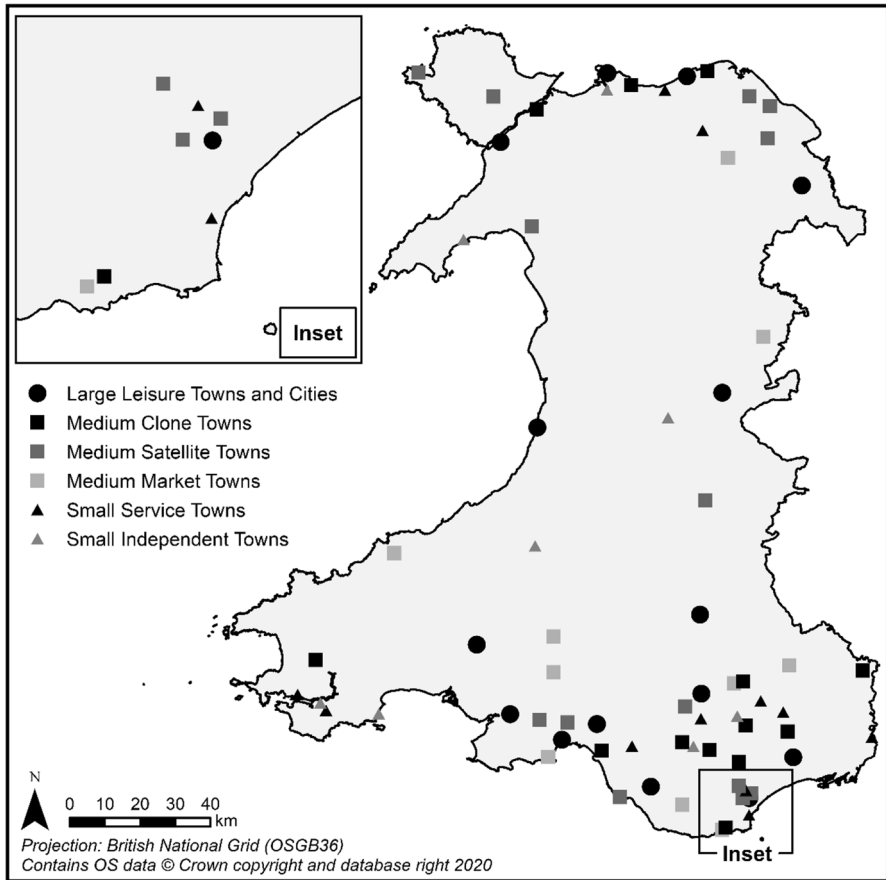 Inset
Large Leisure Towns and Cities
Medium Clone Towns
Medium Satellite Towns
Medium Market Towns
Small Service Towns
Small Independent Towns
N
0 10 20 30 40
km
Projection: British National Grid (OSGB36)
Contains OS data © Crown copyright and database right 2020
Inset